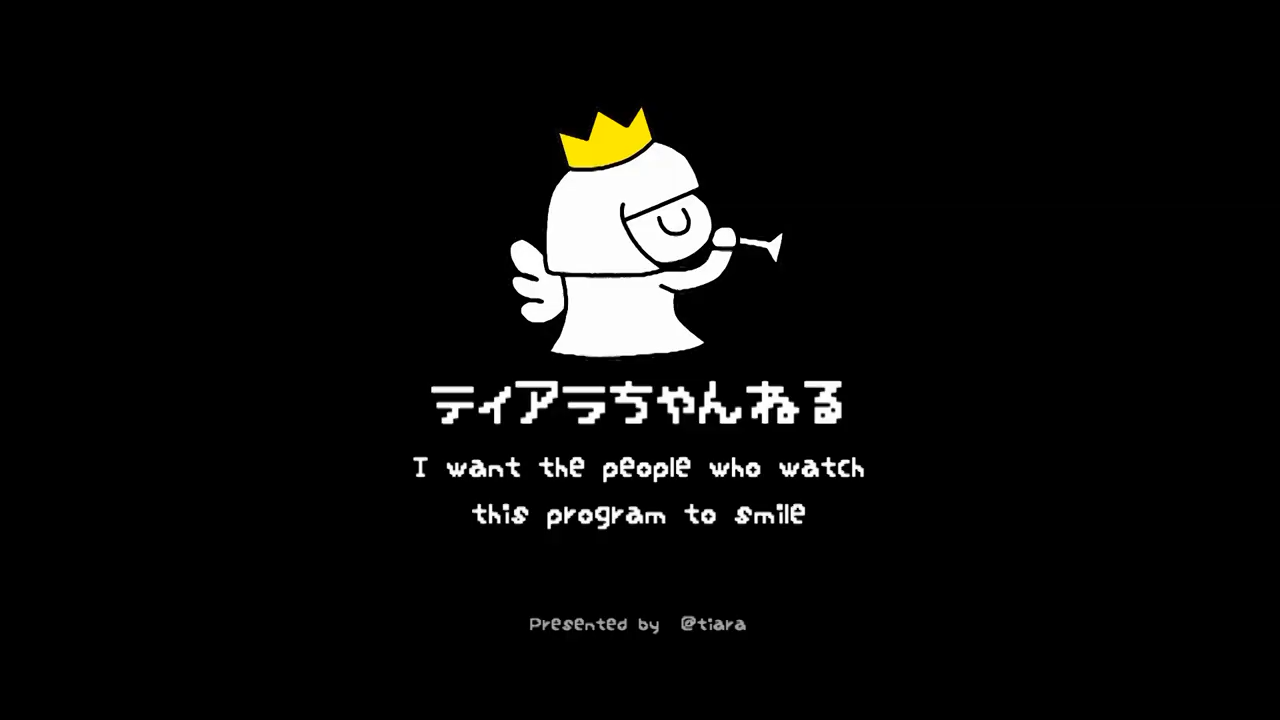 ティアラちゃんねる
I want the people who watch
this program to smile
Presented by @tiara